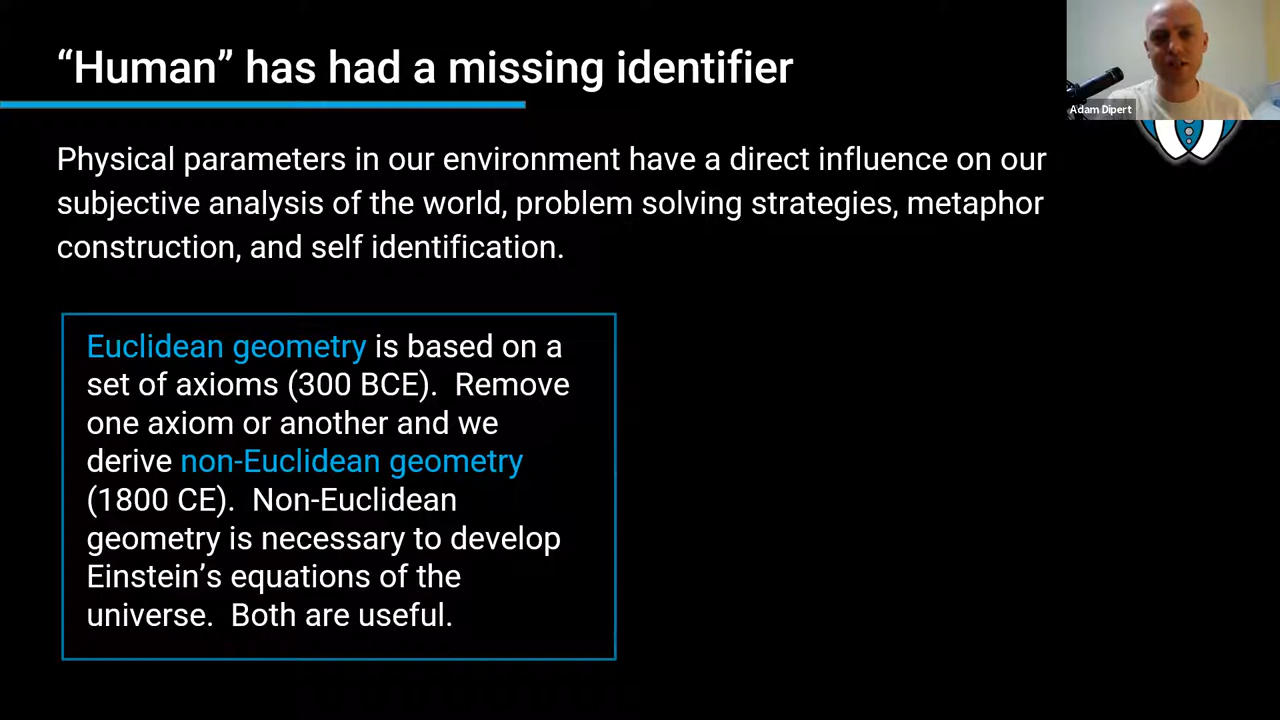 “Human” has had a missing identifier
Adam Dipert
Physical parameters in our environment have a direct influence on our
subjective analysis of the world, problem solving strategies, metaphor
construction, and self identification.
Euclidean geometry is based on a
set of axioms (300 BCE).  Remove
one axiom or another and we
derive non-Euclidean geometry
(1800 CE).  Non-Euclidean
geometry is necessary to develop
Einstein’s equations of the
universe.  Both are useful.